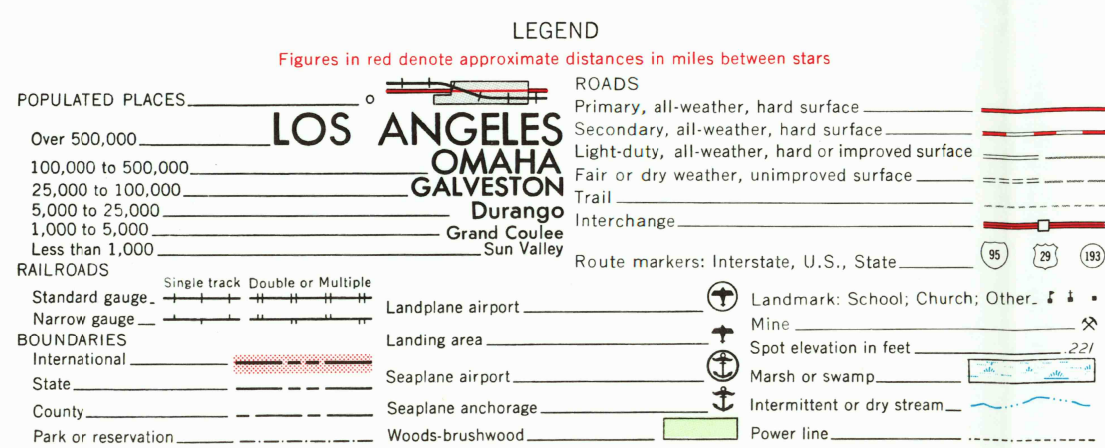 LEGEND
Figures in red denote approximate distances in miles between stars
POPULATED PLACES
Over 500,000 LOS ANGELES
100,000 to 500,000 OMAHA
25,000 to 100,000 GALVESTON
5,000 to 25,000 Durango
1,000 to 5,000 Grand Coulee
Less than 1,000 Sun Valley
RAILROADS
Single track Double or Multiple
Standard gauge
Narrow gauge
BOUNDARIES
International
State
County
Park or reservation
Landplane airport
Landing area
Seaplane airport
Seaplane anchorage
Woods-brushwood
ROADS
Primary, all-weather, hard surface
Secondary, all-weather, hard surface
Light-duty, all-weather, hard or improved surface
Fair or dry weather, unimproved surface
Trail
Interchange
Route markers: Interstate, U.S., State 95 29 193
Landmark: School; Church; Other
Mine
Spot elevation in feet .221
Marsh or swamp
Intermittent or dry stream
Power line